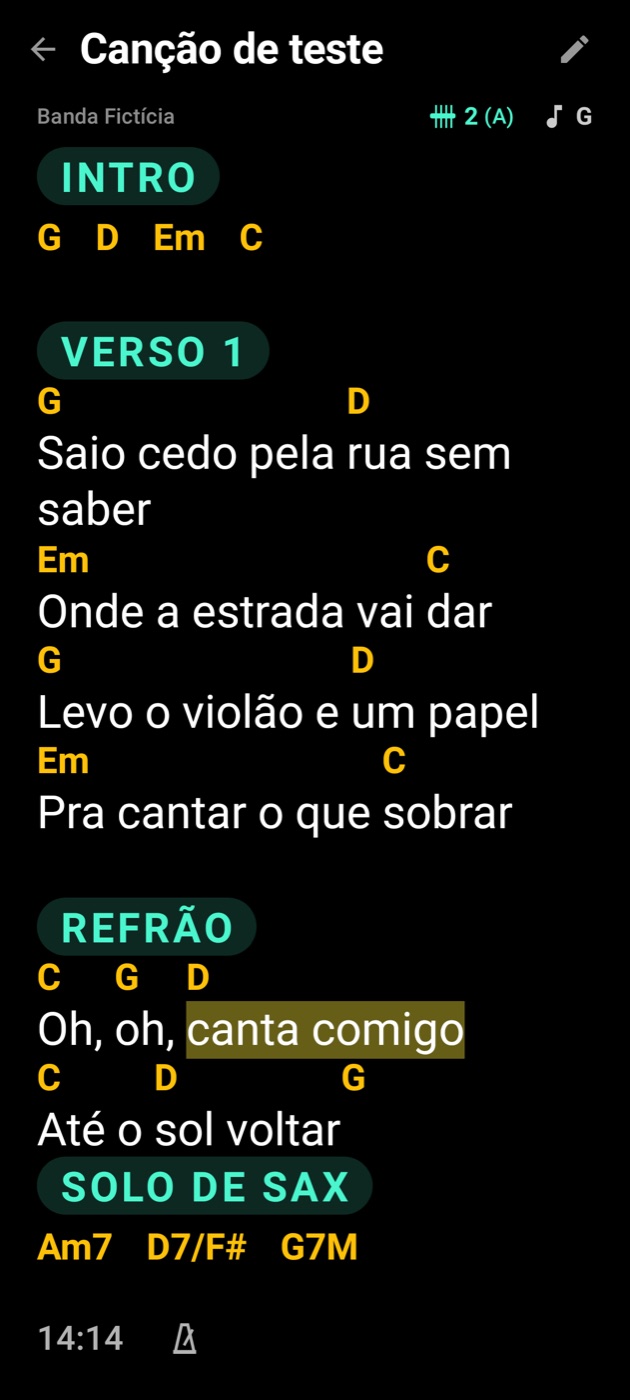 Canção de teste
Banda Fictícia 2 (A) G
INTRO
G D Em C
VERSO 1
G D
Saio cedo pela rua sem
saber
Em C
Onde a estrada vai dar
G D
Levo o violão e um papel
Em C
Pra cantar o que sobrar
REFRÃO
C G D
Oh, oh, canta comigo
C D G
Até o sol voltar
SOLO DE SAX
Am7 D7/F# G7M
14:14